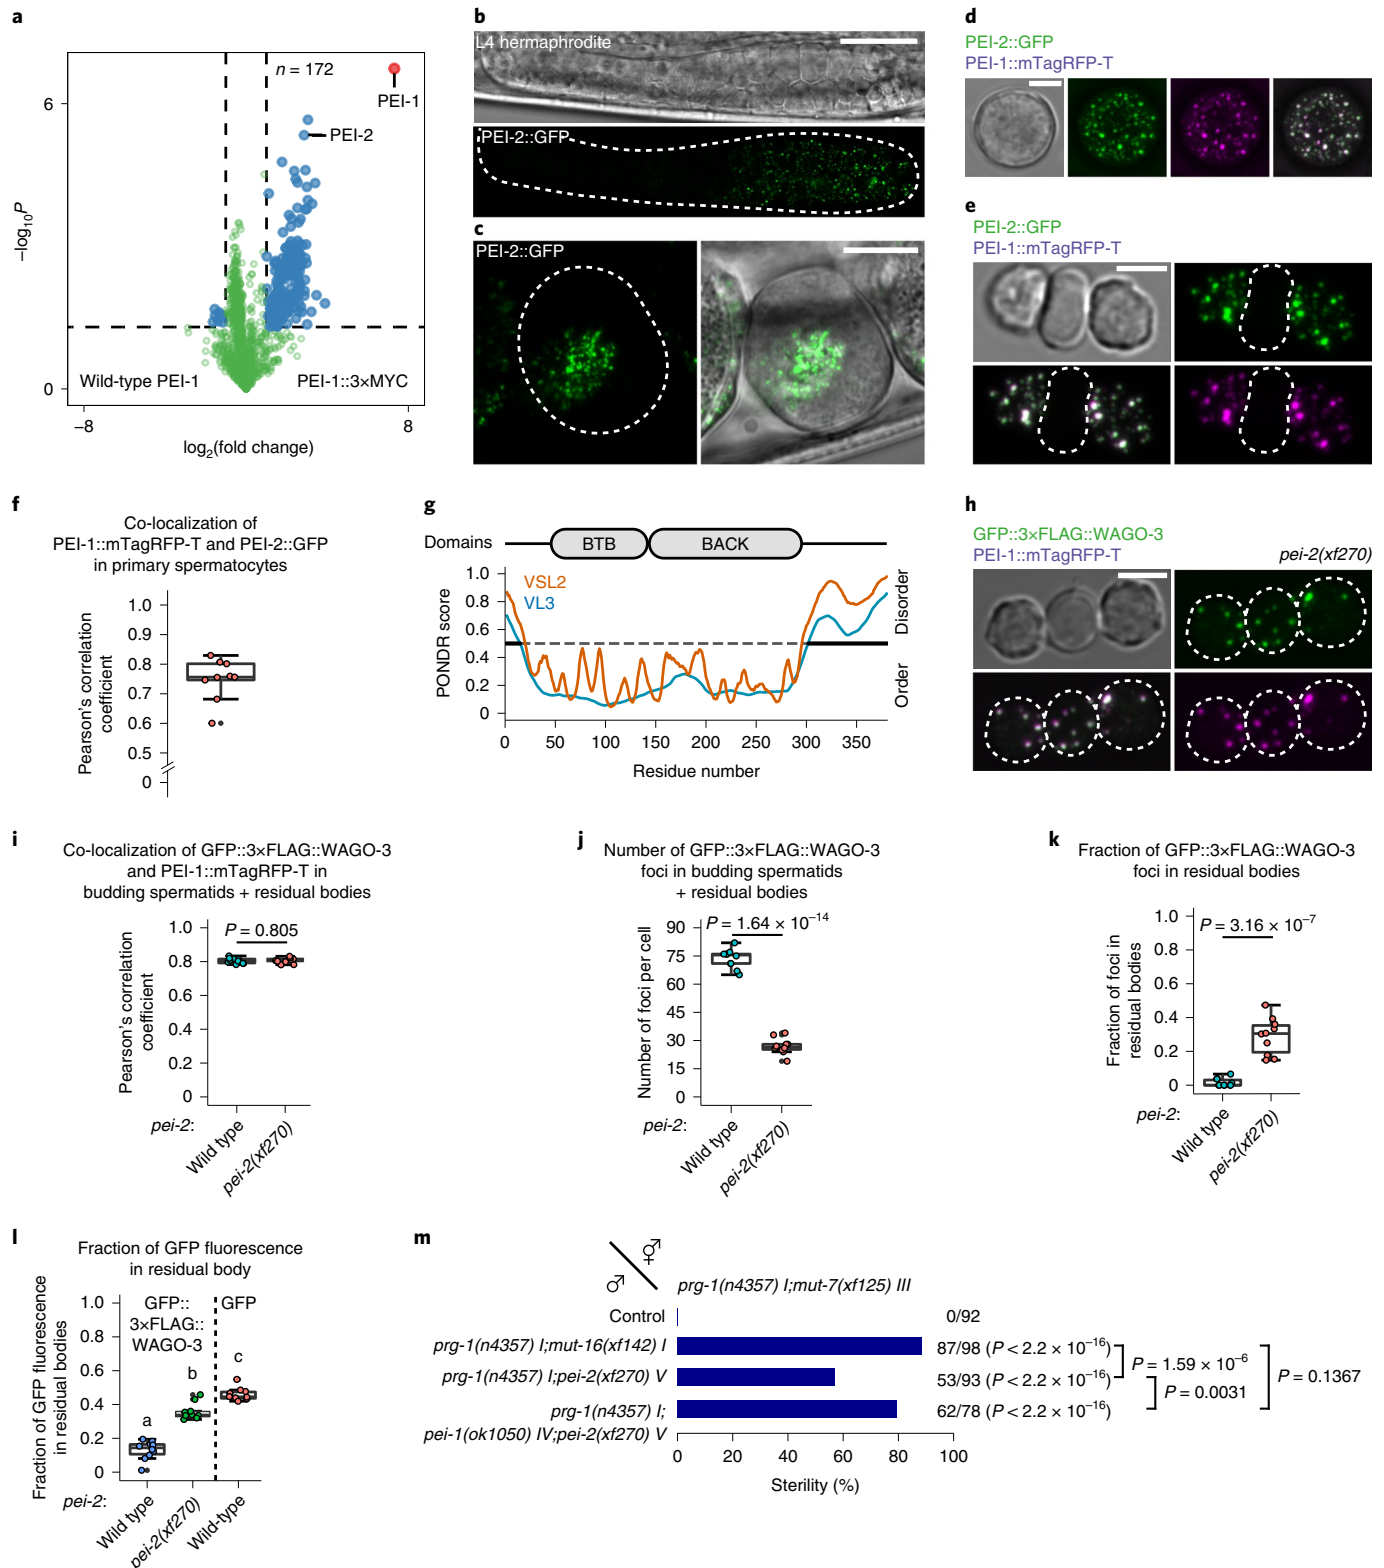 a
n = 172
6
PEI-1
PEI-2
–log10P
0
Wild-type PEI-1
PEI-1::3×MYC
–8
8
log2(fold change)
b
L4 hermaphrodite
PEI-2::GFP
c
PEI-2::GFP
d
PEI-2::GFP
PEI-1::mTagRFP-T
e
PEI-2::GFP
PEI-1::mTagRFP-T
f
Co-localization of
PEI-1::mTagRFP-T and PEI-2::GFP
in primary spermatocytes
Pearson's correlation
coefficient
1.0
0.9
0.8
0.7
0.6
0.5
0
g
Domains
BTB
BACK
VSL2
VL3
PONDR score
1.0
0.8
0.6
0.4
0.2
0
Disorder
Order
0
50
100
150
200
250
300
350
Residue number
h
GFP::3×FLAG::WAGO-3
PEI-1::mTagRFP-T
pei-2(xf270)
i
Co-localization of GFP::3×FLAG::WAGO-3
and PEI-1::mTagRFP-T in
budding spermatids + residual bodies
Pearson's correlation
coefficient
1.0
0.8
0.6
0.4
0.2
0
P = 0.805
pei-2:
Wild type
pei-2(xf270)
j
Number of GFP::3×FLAG::WAGO-3
foci in budding spermatids
+ residual bodies
Number of foci per cell
90
75
60
45
30
15
0
P = 1.64 × 10–14
pei-2:
Wild type
pei-2(xf270)
k
Fraction of GFP::3×FLAG::WAGO-3
foci in residual bodies
Fraction of foci in
residual bodies
1.0
0.8
0.6
0.4
0.2
0
P = 3.16 × 10–7
pei-2:
Wild type
pei-2(xf270)
l
Fraction of GFP fluorescence
in residual body
Fraction of GFP fluorescence
in residual bodies
1.0
0.8
0.6
0.4
0.2
0
GFP::
3×FLAG::
WAGO-3
GFP
a
b
c
pei-2:
Wild type
pei-2(xf270)
Wild-type
m
⚥
♂
prg-1(n4357) I;mut-7(xf125) III
Control
0/92
prg-1(n4357) I;mut-16(xf142) I
87/98 (P < 2.2 × 10–16)
prg-1(n4357) I;pei-2(xf270) V
53/93 (P < 2.2 × 10–16)
prg-1(n4357) I;
pei-1(ok1050) IV;pei-2(xf270) V
62/78 (P < 2.2 × 10–16)
P = 1.59 × 10–6
P = 0.0031
P = 0.1367
0
20
40
60
80
100
Sterility (%)